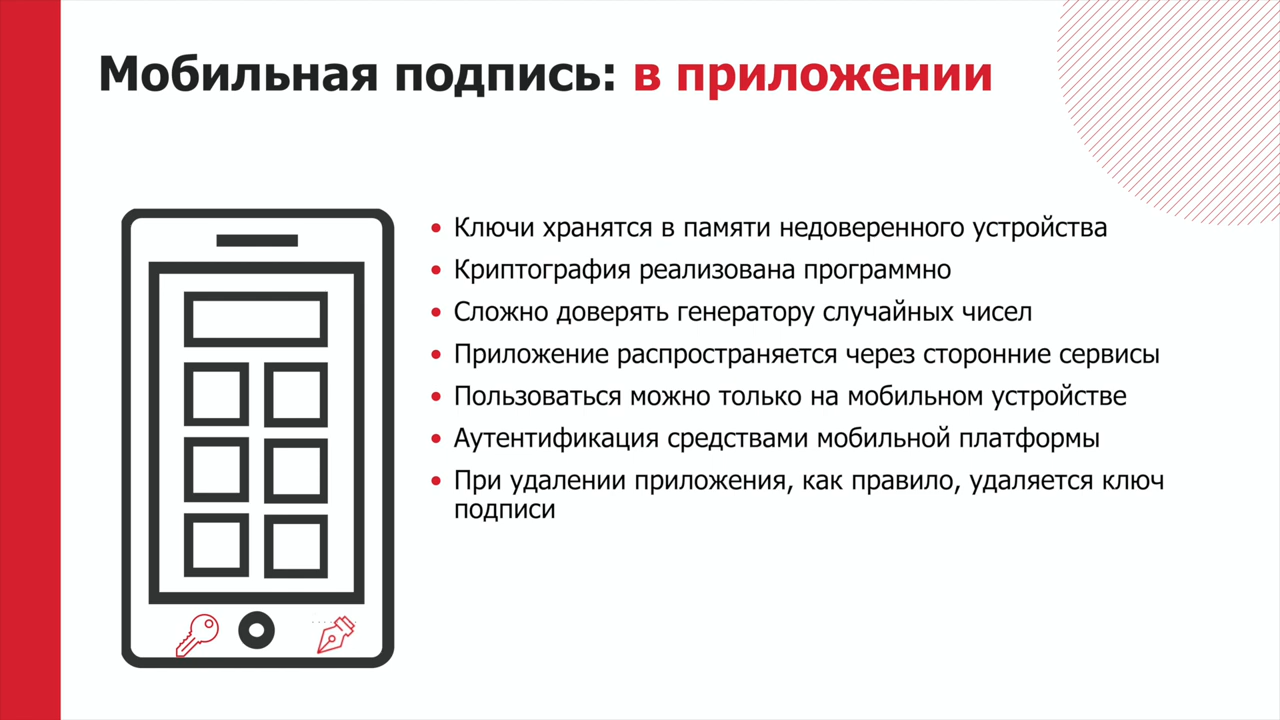 Мобильная подпись: в приложении
Ключи хранятся в памяти недоверенного устройства
Криптография реализована программно
Сложно доверять генератору случайных чисел
Приложение распространяется через сторонние сервисы
Пользоваться можно только на мобильном устройстве
Аутентификация средствами мобильной платформы
При удалении приложения, как правило, удаляется ключ
подписи